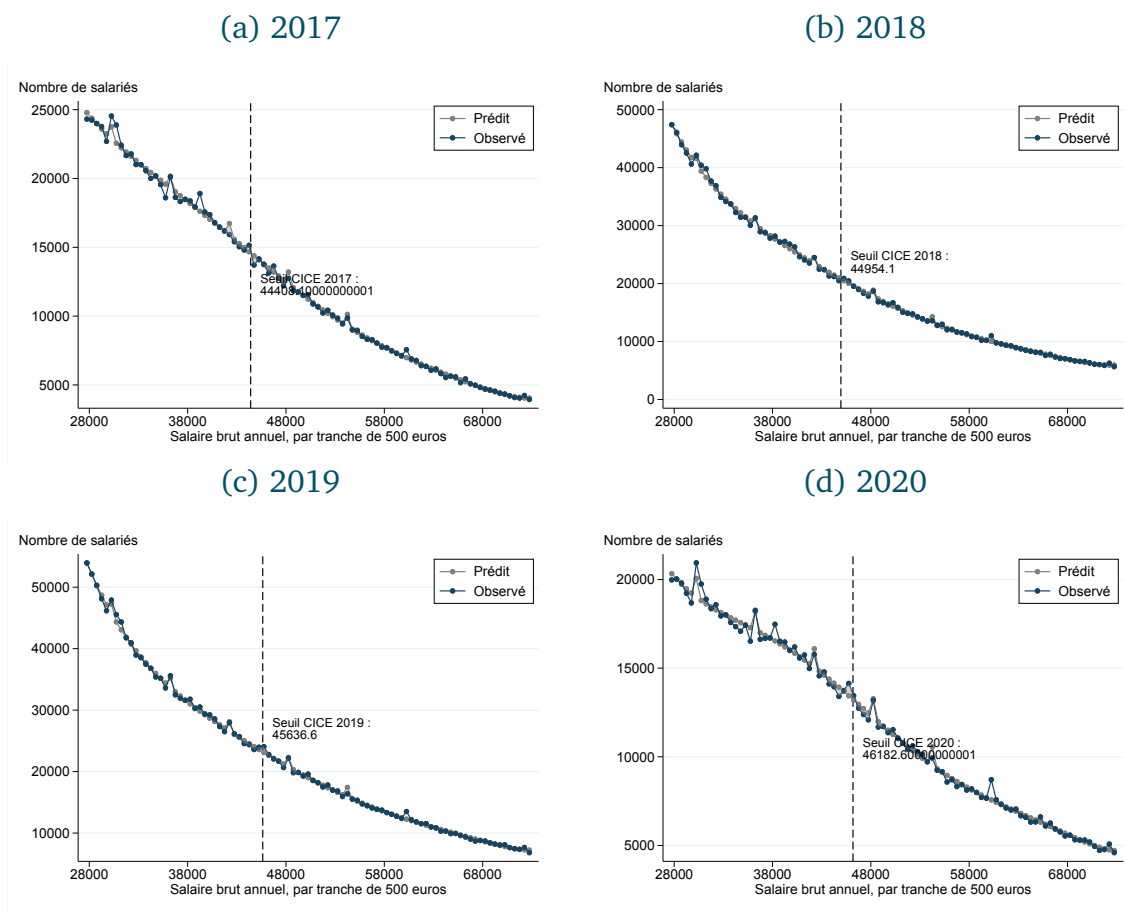 (a) 2017
Nombre de salariés
25000
20000
15000
10000
5000
Prédit
Observé
Seuil CICE 2017 :
44408.10000000001
28000 38000 48000 58000 68000
Salaire brut annuel, par tranche de 500 euros
(b) 2018
Nombre de salariés
50000
40000
30000
20000
10000
0
Prédit
Observé
Seuil CICE 2018 :
44954.1
28000 38000 48000 58000 68000
Salaire brut annuel, par tranche de 500 euros
(c) 2019
Nombre de salariés
50000
40000
30000
20000
10000
Prédit
Observé
Seuil CICE 2019 :
45636.6
28000 38000 48000 58000 68000
Salaire brut annuel, par tranche de 500 euros
(d) 2020
Nombre de salariés
20000
15000
10000
5000
Prédit
Observé
Seuil CICE 2020 :
46182.60000000001
28000 38000 48000 58000 68000
Salaire brut annuel, par tranche de 500 euros